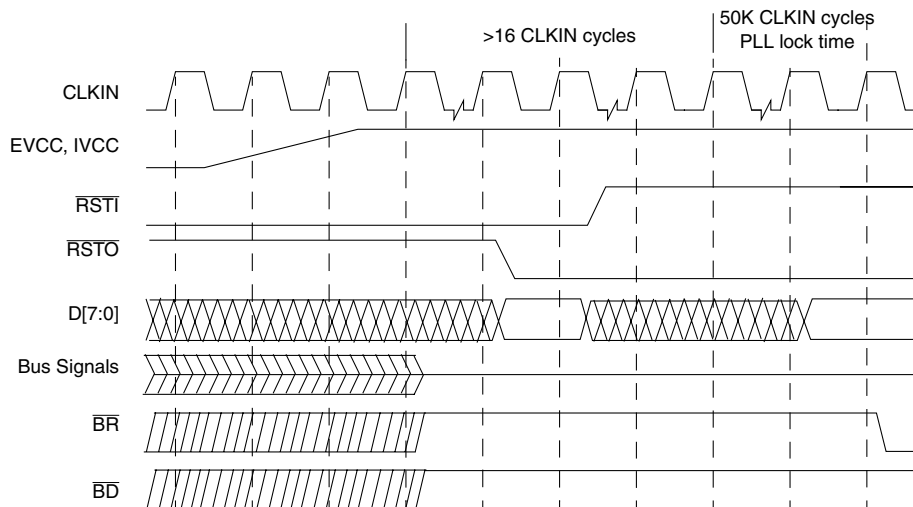 50K CLKIN cycles
>16 CLKIN cycles
PLL lock time
CLKIN
EVCC, IVCC
RSTI
RSTO
D[7:0]
Bus Signals
BR
BD